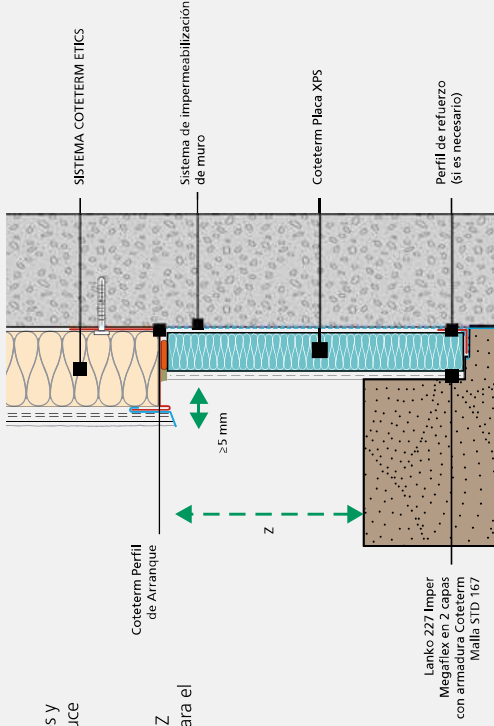 SISTEMA COTETERM ETICS
Sistema de impermeabilización
de muro
Coteterm Placa XPS
Perfil de refuerzo
(si es necesario)
≥5 mm
Z
Coteterm Perfil
de Arranque
Lanko 227 Imper
Megaflex en 2 capas
con armadura Coteterm
Malla STD 167
s y
uce
Z
ara el